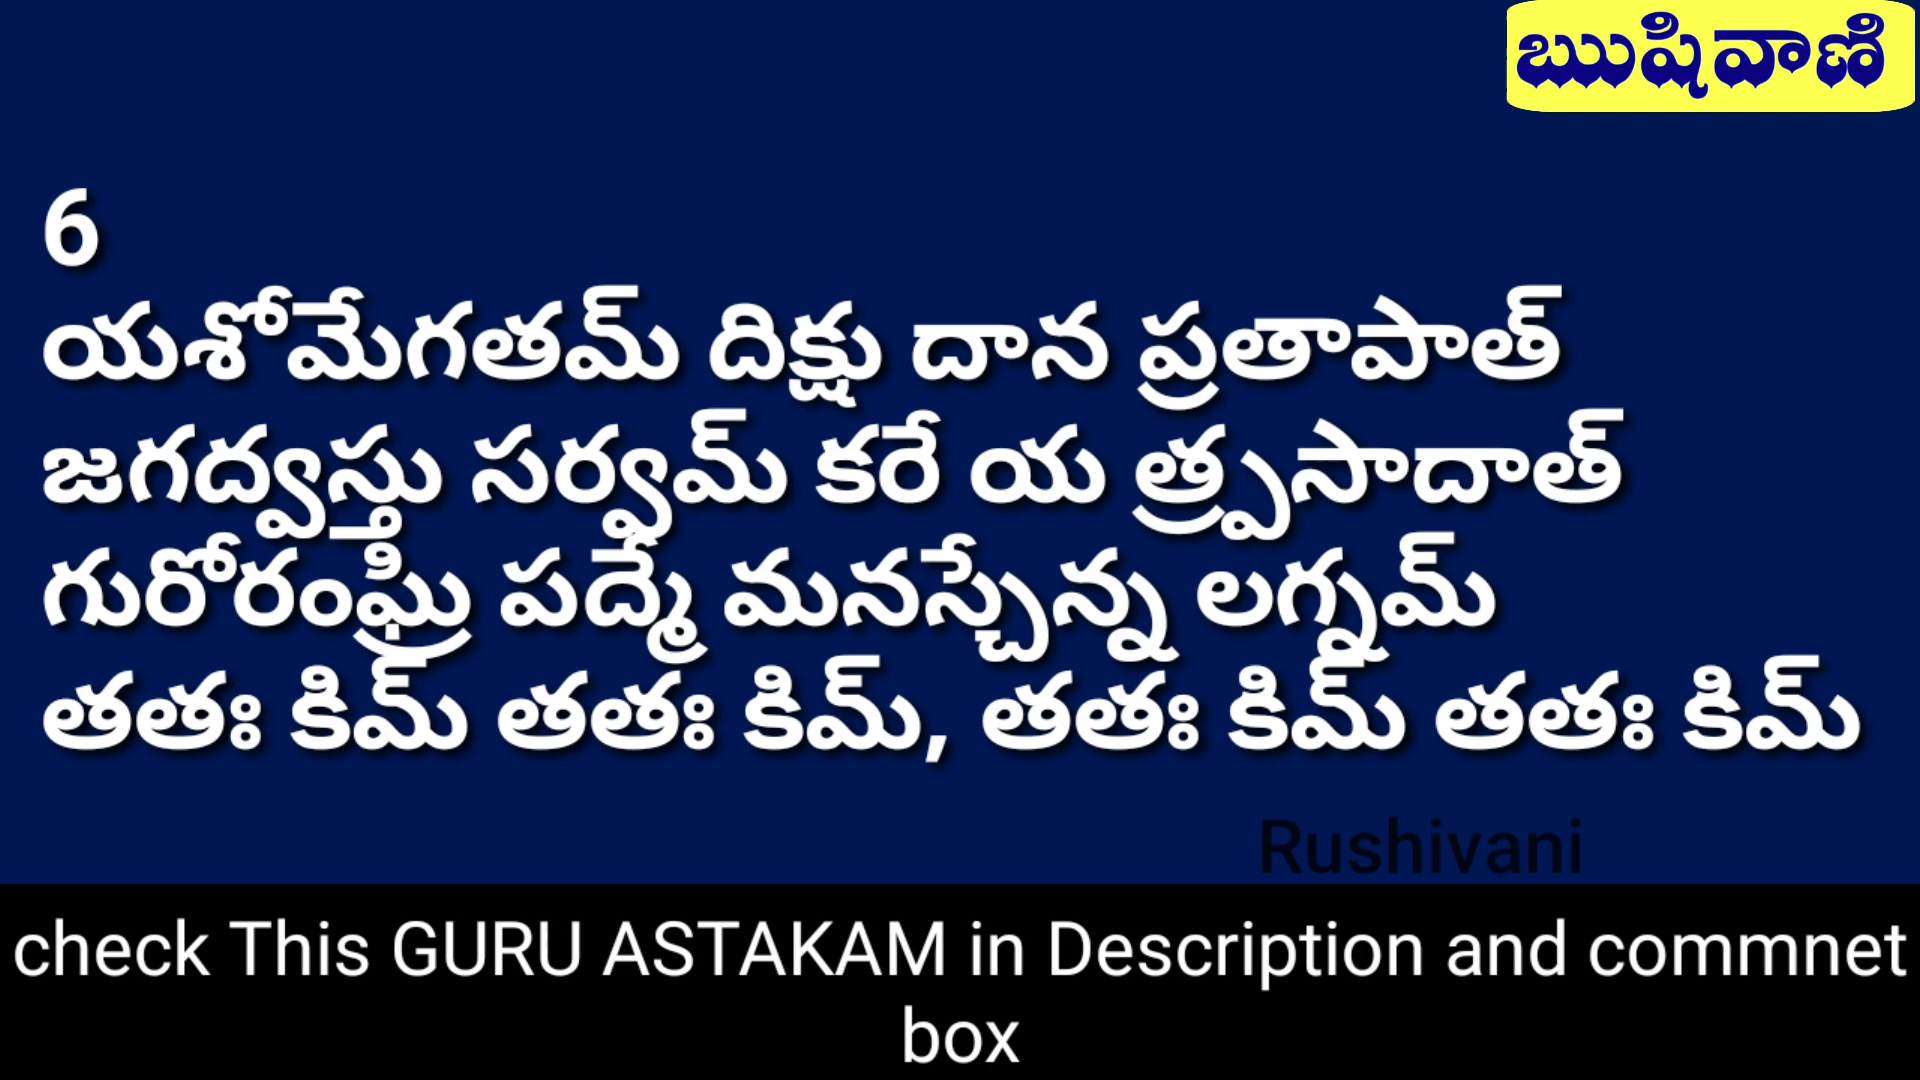 ఋషివాణి
6
యశోమేగతమ్ దిక్షు దాన ప్రతాపాత్
జగద్వస్తు సర్వమ్ కరే య త్ర్పసాదాత్
గురోరంఘ్రి పద్మే మనస్చేన్న లగ్నమ్
తతః కిమ్ తతః కిమ్, తతః కిమ్ తతః కిమ్
Rushivani
check This GURU ASTAKAM in Description and commnet
box